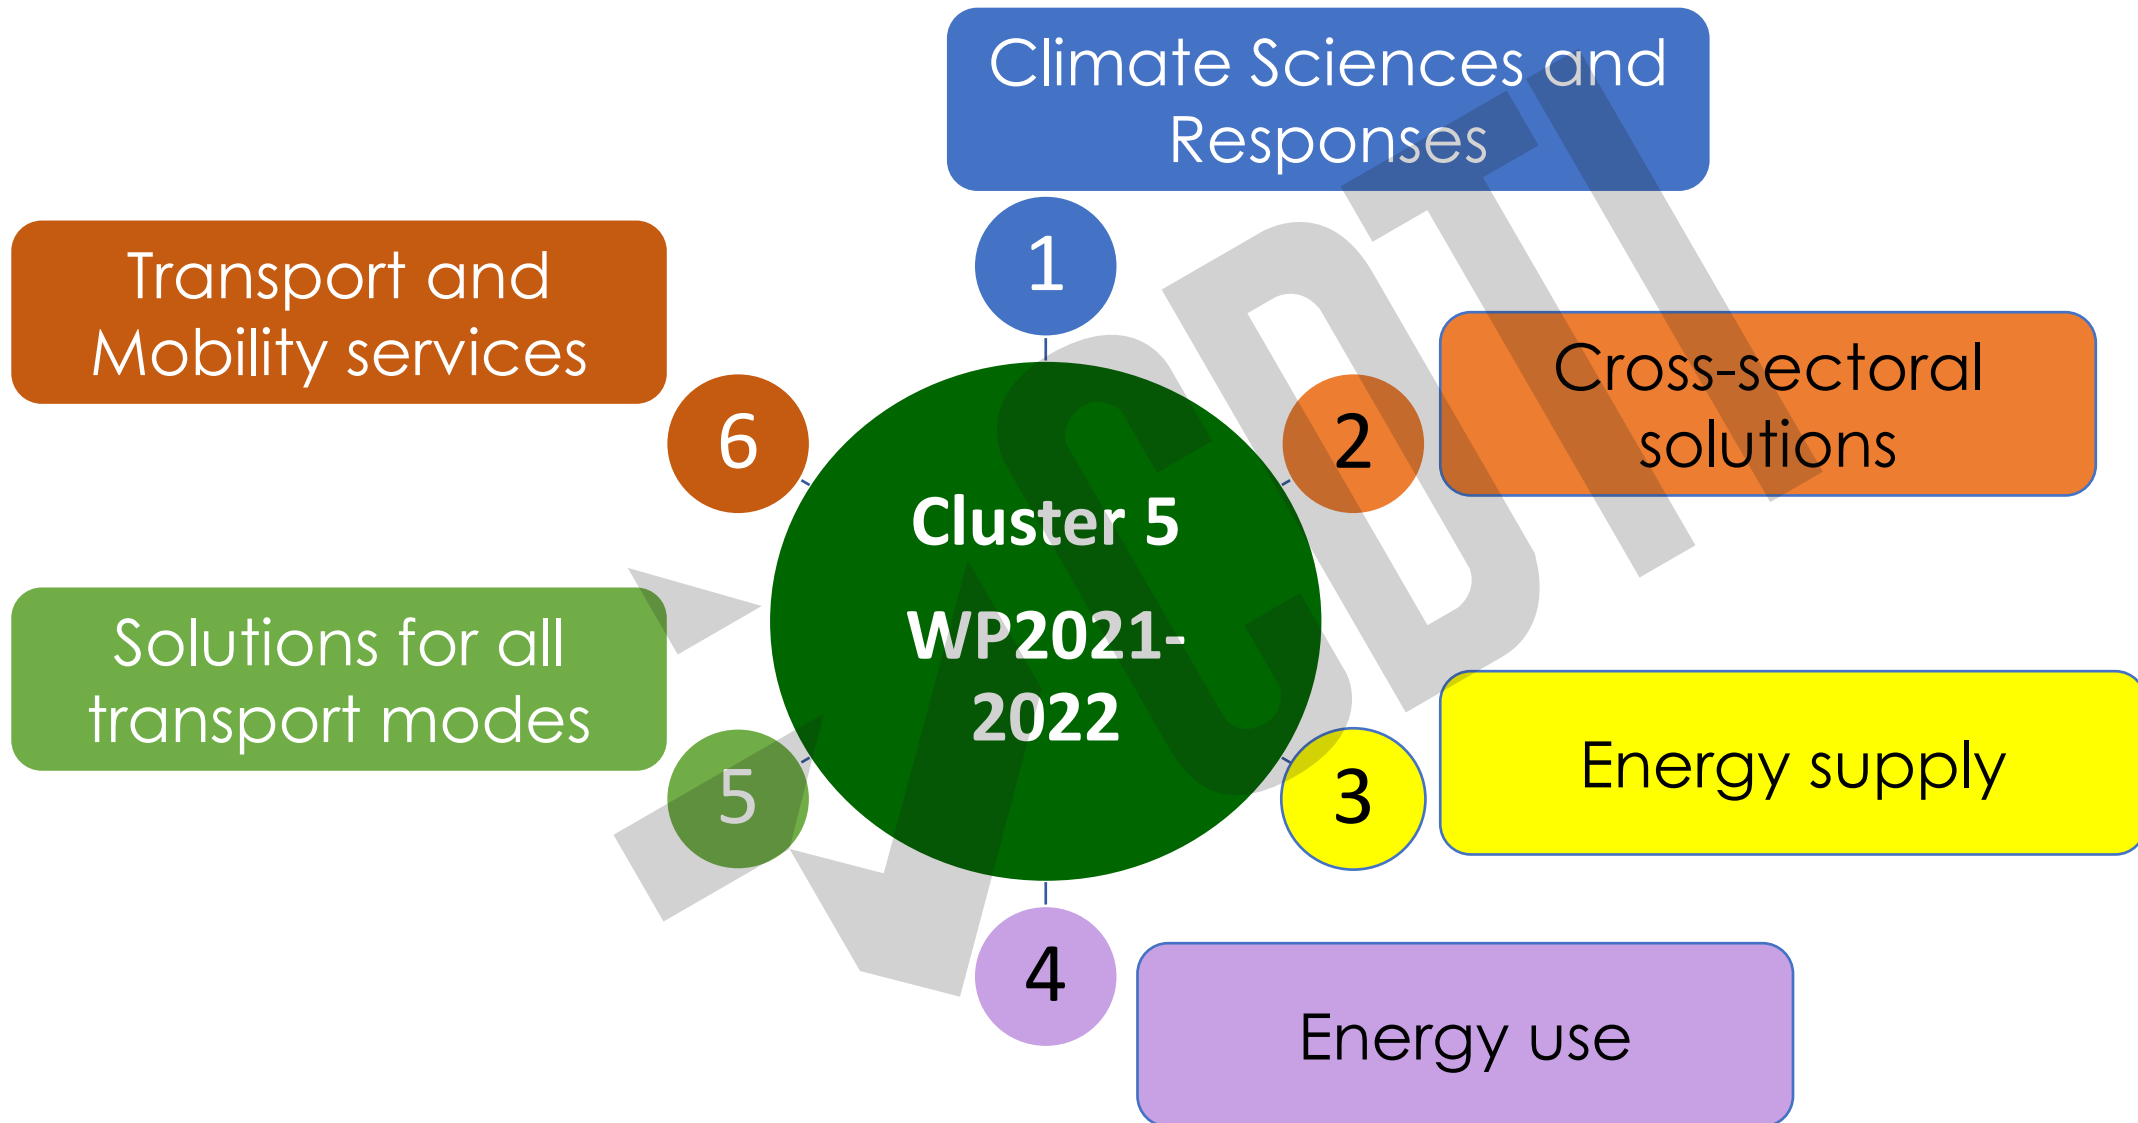 Climate Sciences and
Responses
1
Transport and
Mobility services
6
2
Cross-sectoral
solutions
Cluster 5
WP2021-
2022
Solutions for all
transport modes
5
3
Energy supply
4
Energy use
CDTI